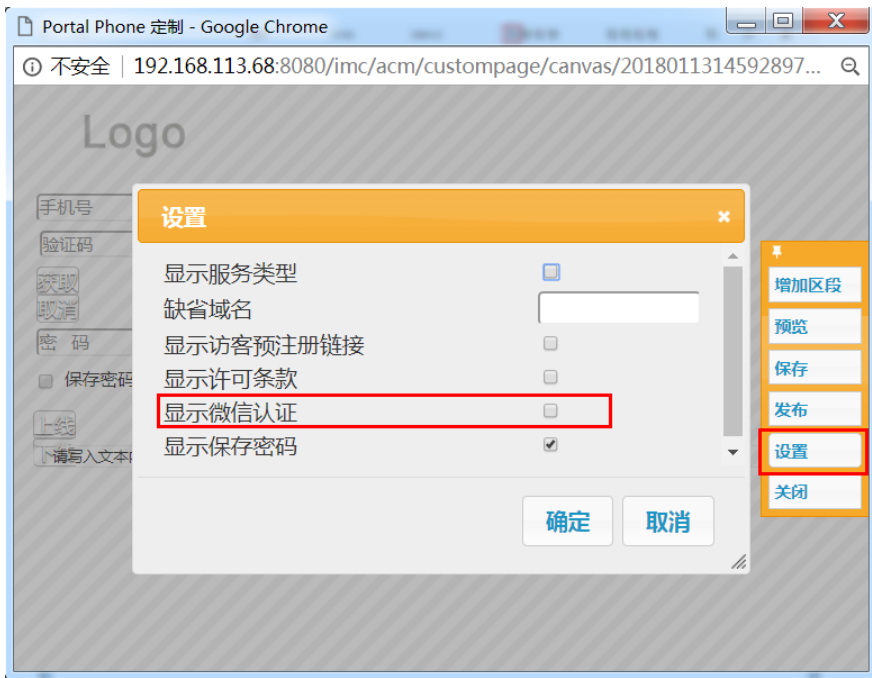 Portal Phone 定制 - Google Chrome
不安全 | 192.168.113.68:8080/imc/acm/custompage/canvas/2018011314592897...
Logo
手机号
验证码
获取
取消
密 码
保存密码
上线
下
请写入文本
设置
显示服务类型
缺省域名
显示访客预注册链接
显示许可条款
显示微信认证
显示保存密码
确定
取消
增加区段
预览
保存
发布
设置
关闭